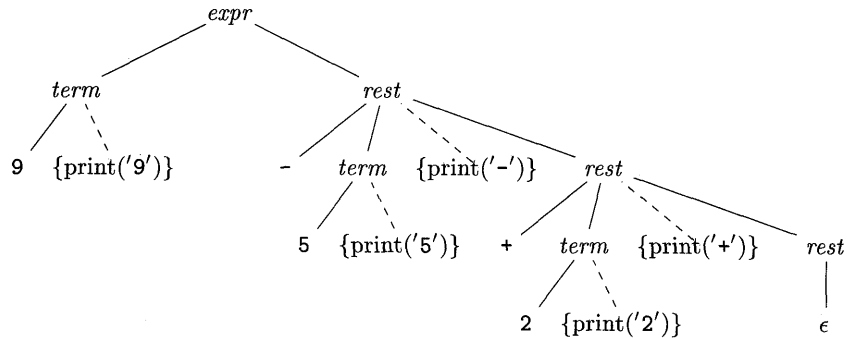 expr
term rest
9 {print('9')} - term {print('-')} rest
5 {print('5')} + term {print('+')} rest
2 {print('2')} ϵ